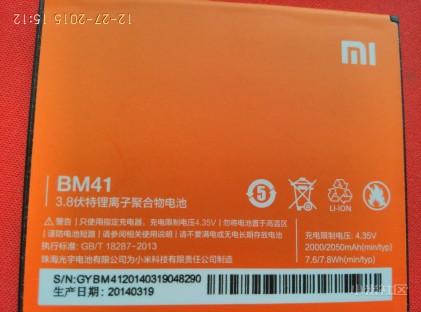 12-27-2015 15:12
mi
BM41
3.8伏特锂离子聚合物电池
5
LI-ION
警告 | 只使用指定充电器，充电限制电压4.35V | 勿将电池置于高温区
谨防电池短路 | 请参阅相关使用说明 | 请不要满电或无电长期存放电池
执行标准: GB/T 18287-2013
珠海光宇电池有限公司为小米科技有限责任公司制造
充电限制电压: 4.35V
2000/2050mAh(min/typ)
7.6/7.8Wh(min/typ)
S/N:GYBM4120140319048290
生产日期: 20140319